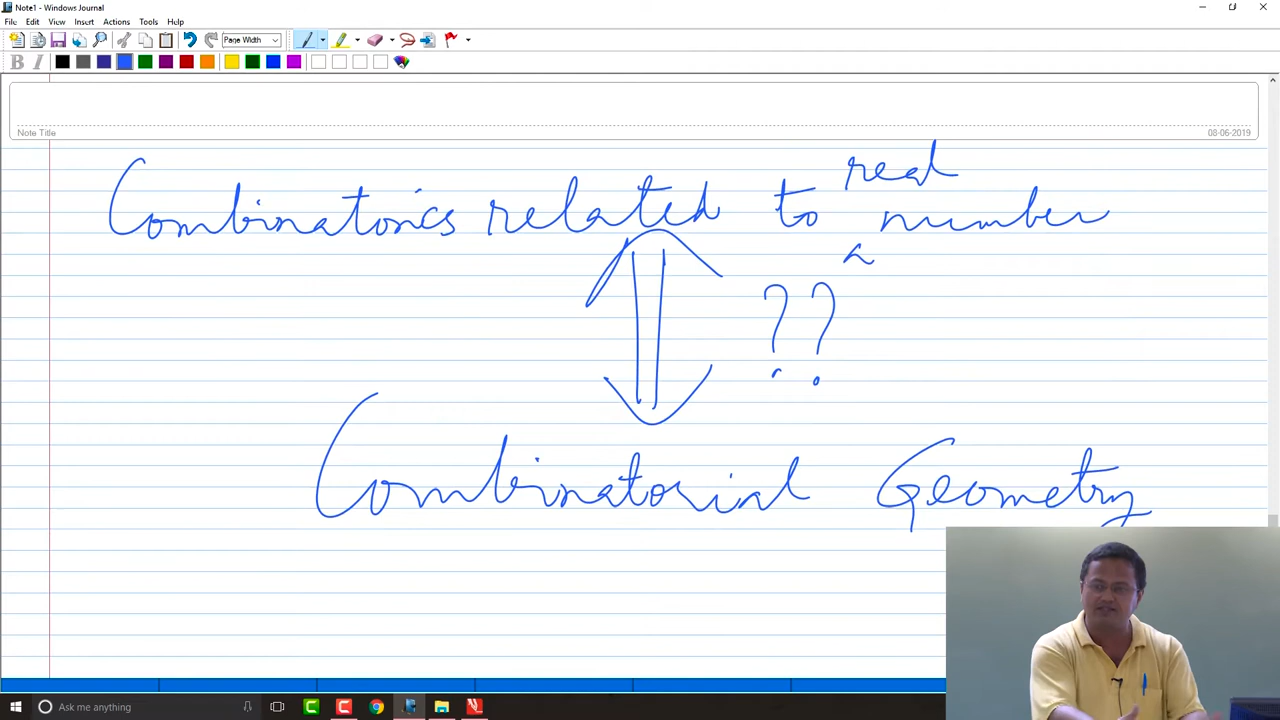 Note1 - Windows Journal
File Edit View Insert Actions Tools Help
Page Width
B I
Note Title
08-06-2019
real
Combinatorics related to ^ number
??
Combinatorial Geometry
Ask me anything